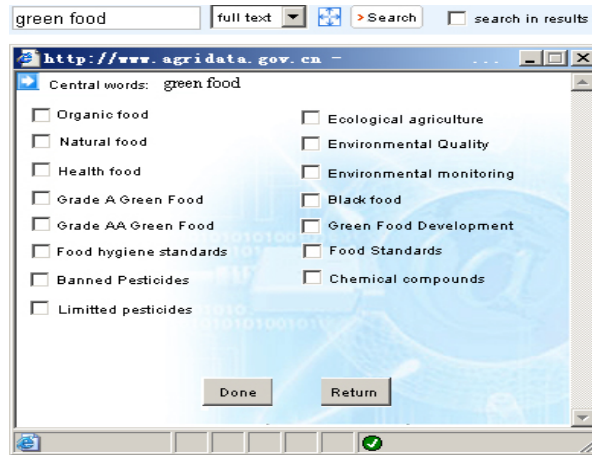 green food full text >Search search in results
http://www.agridata.gov.cn - ...
Central words: green food
Organic food
Natural food
Health food
Grade A Green Food
Grade AA Green Food
Food hygiene standards
Banned Pesticides
Limitted pesticides
Ecological agriculture
Environmental Quality
Environmental monitoring
Black food
Green Food Development
Food Standards
Chemical compounds
Done Return